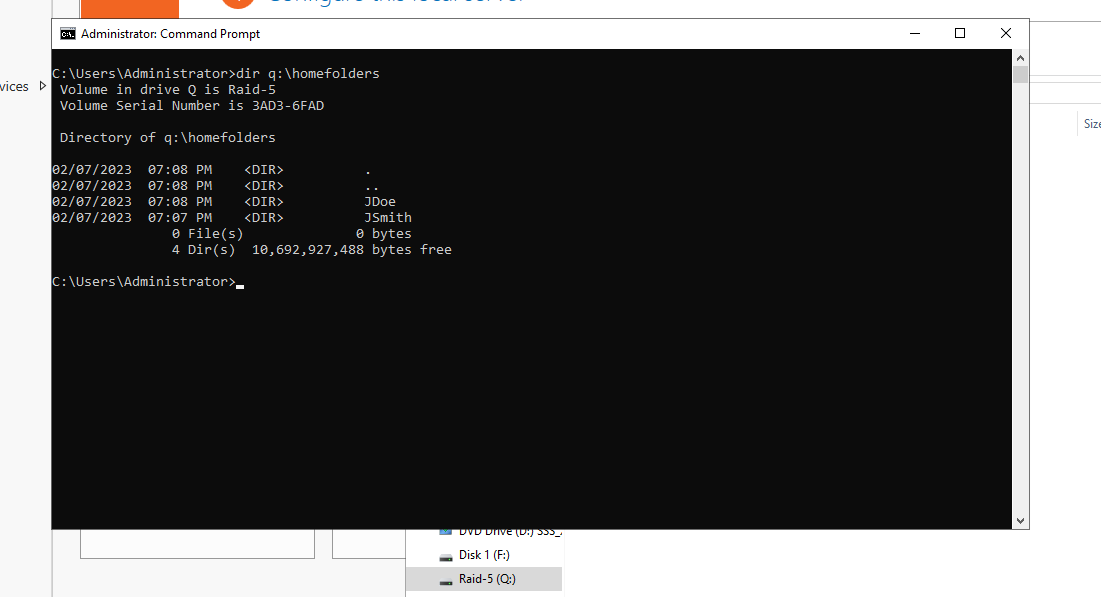 Configure this local server
Administrator: Command Prompt
C:\Users\Administrator>dir q:\homefolders
Volume in drive Q is Raid-5
Volume Serial Number is 3AD3-6FAD
Directory of q:\homefolders
02/07/2023  07:08 PM    <DIR>          .
02/07/2023  07:08 PM    <DIR>          ..
02/07/2023  07:08 PM    <DIR>          JDoe
02/07/2023  07:07 PM    <DIR>          JSmith
0 File(s)              0 bytes
4 Dir(s)  10,692,927,488 bytes free
C:\Users\Administrator>
vices
Size
DVD Drive (D:) SSS_
Disk 1 (F:)
Raid-5 (Q:)